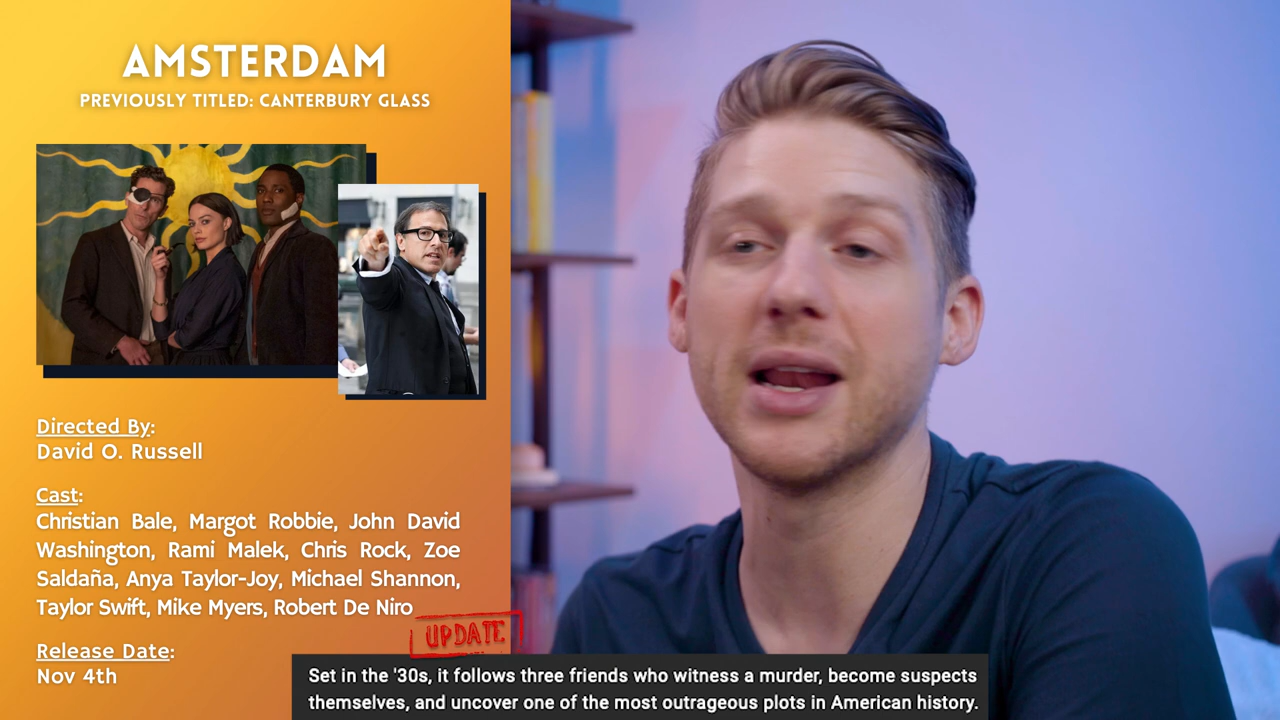 AMSTERDAM
PREVIOUSLY TITLED: CANTERBURY GLASS
Directed By:
David O. Russell
Cast:
Christian Bale, Margot Robbie, John David
Washington, Rami Malek, Chris Rock, Zoe
Saldaña, Anya Taylor-Joy, Michael Shannon,
Taylor Swift, Mike Myers, Robert De Niro
UPDATE
Release Date:
Nov 4th
Set in the '30s, it follows three friends who witness a murder, become suspects
themselves, and uncover one of the most outrageous plots in American history.